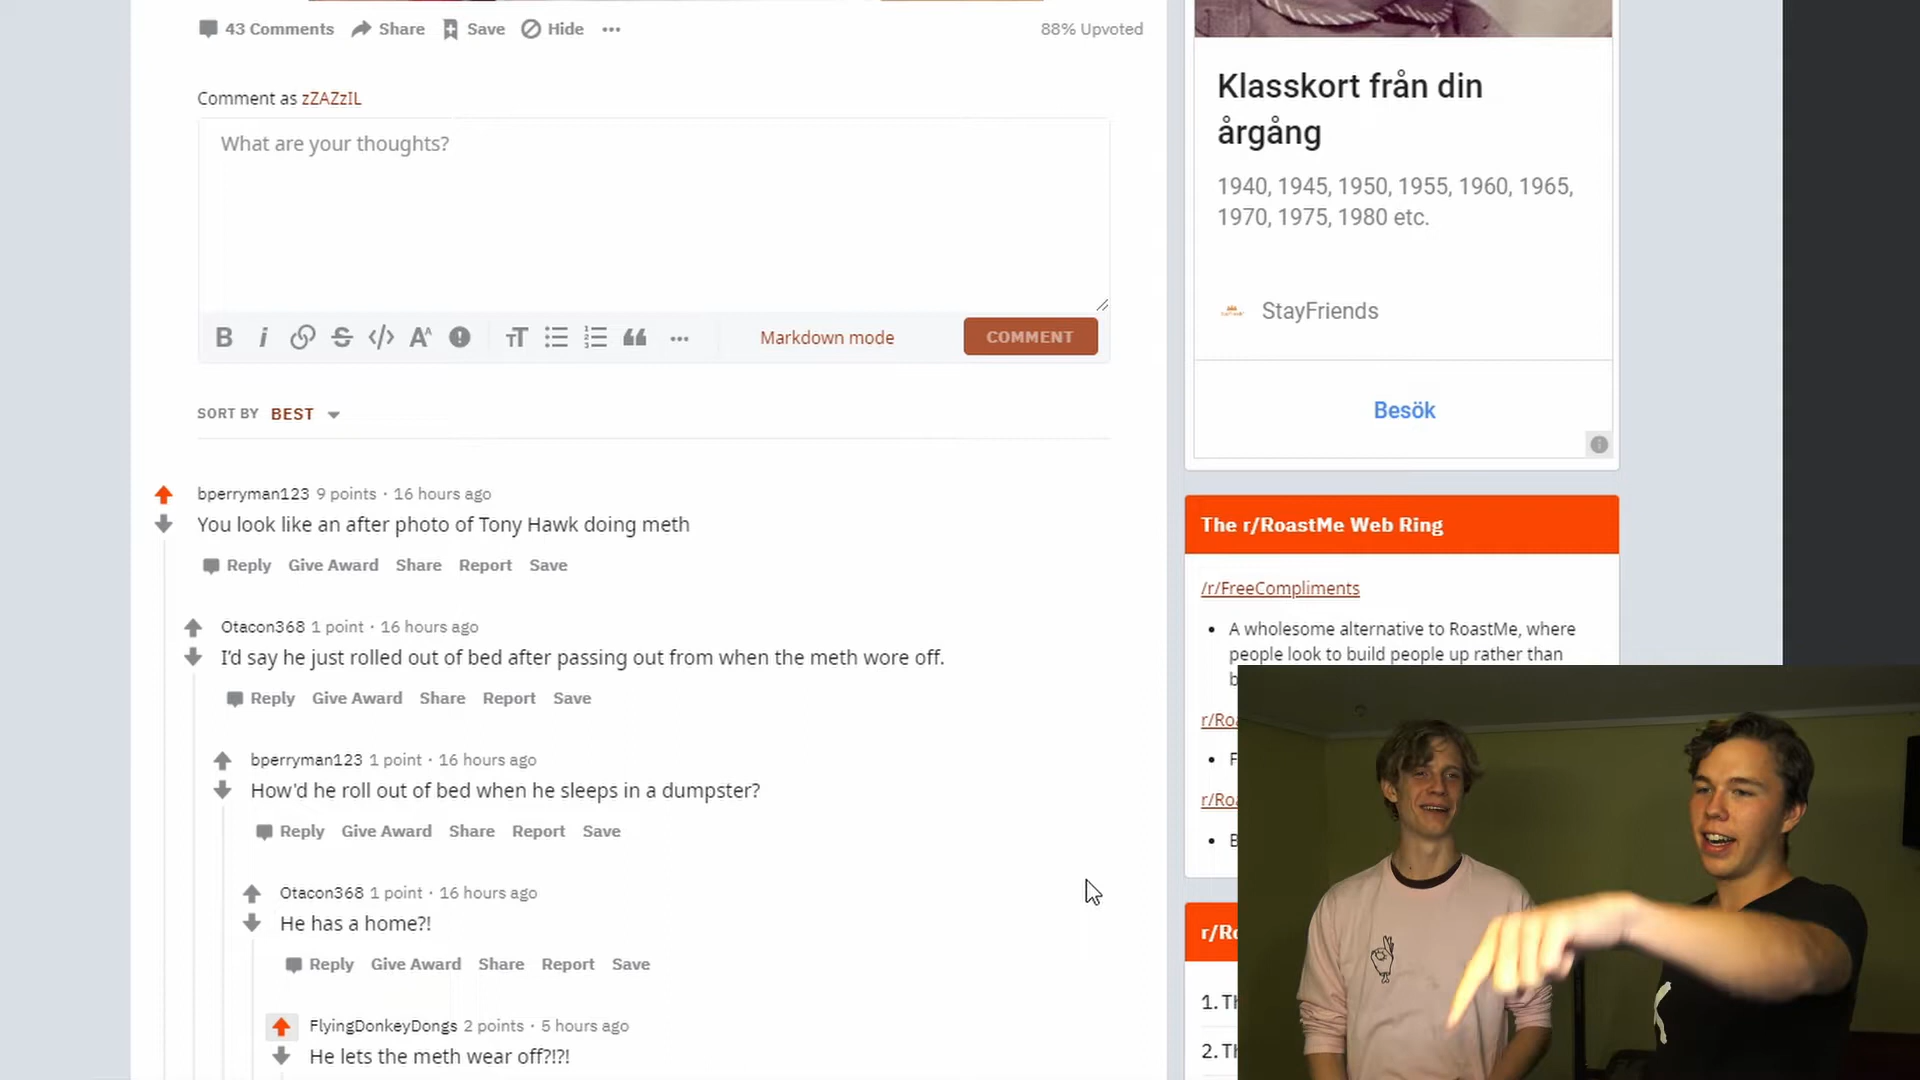 43 Comments Share Save Hide ··· 88% Upvoted
Comment as zZAZzIL
What are your thoughts?
Markdown mode COMMENT
SORT BY BEST
bperryman123 9 points · 16 hours ago
You look like an after photo of Tony Hawk doing meth
Reply Give Award Share Report Save
Otacon368 1 point · 16 hours ago
I'd say he just rolled out of bed after passing out from when the meth wore off.
Reply Give Award Share Report Save
bperryman123 1 point · 16 hours ago
How'd he roll out of bed when he sleeps in a dumpster?
Reply Give Award Share Report Save
Otacon368 1 point · 16 hours ago
He has a home?!
Reply Give Award Share Report Save
FlyingDonkeyDongs 2 points · 5 hours ago
He lets the meth wear off?!?!
Klasskort från din
årgång
1940, 1945, 1950, 1955, 1960, 1965,
1970, 1975, 1980 etc.
StayFriends
Besök
The r/RoastMe Web Ring
/r/FreeCompliments
A wholesome alternative to RoastMe, where
people look to build people up rather than
1.
2.